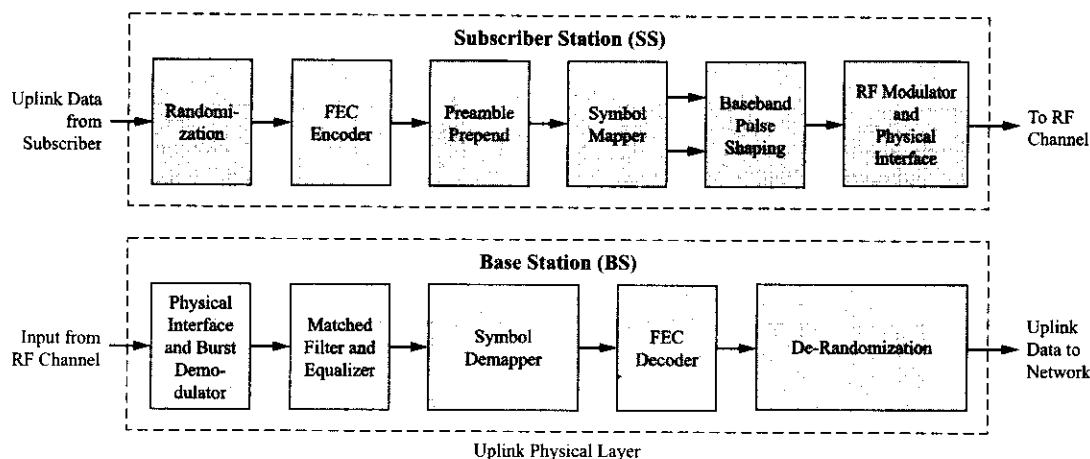 Subscriber Station (SS)
Uplink Data
from
Subscriber
Randomi-
zation
FEC
Encoder
Preamble
Prepend
Symbol
Mapper
Baseband
Pulse
Shaping
RF Modulator
and
Physical
Interface
To RF
Channel
Base Station (BS)
Input from
RF Channel
Physical
Interface
and Burst
Demo-
dulator
Matched
Filter and
Equalizer
Symbol
Demapper
FEC
Decoder
De-Randomization
Uplink
Data to
Network
Uplink Physical Layer